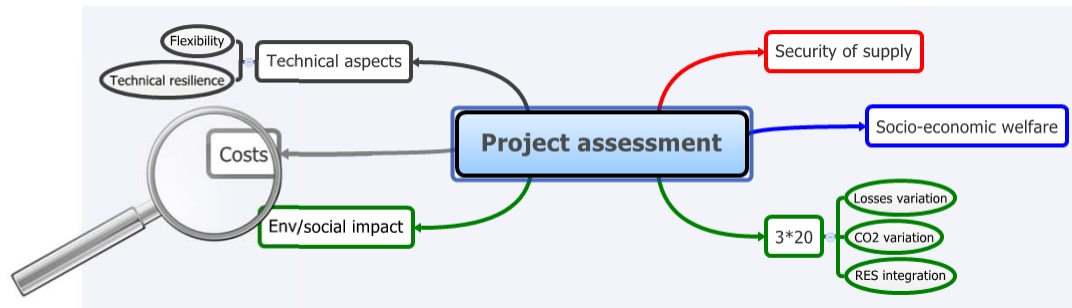 Flexibility
Technical resilience
Technical aspects
Security of supply
Socio-economic welfare
Project assessment
Costs
Env/social impact
3*20
Losses variation
CO2 variation
RES integration